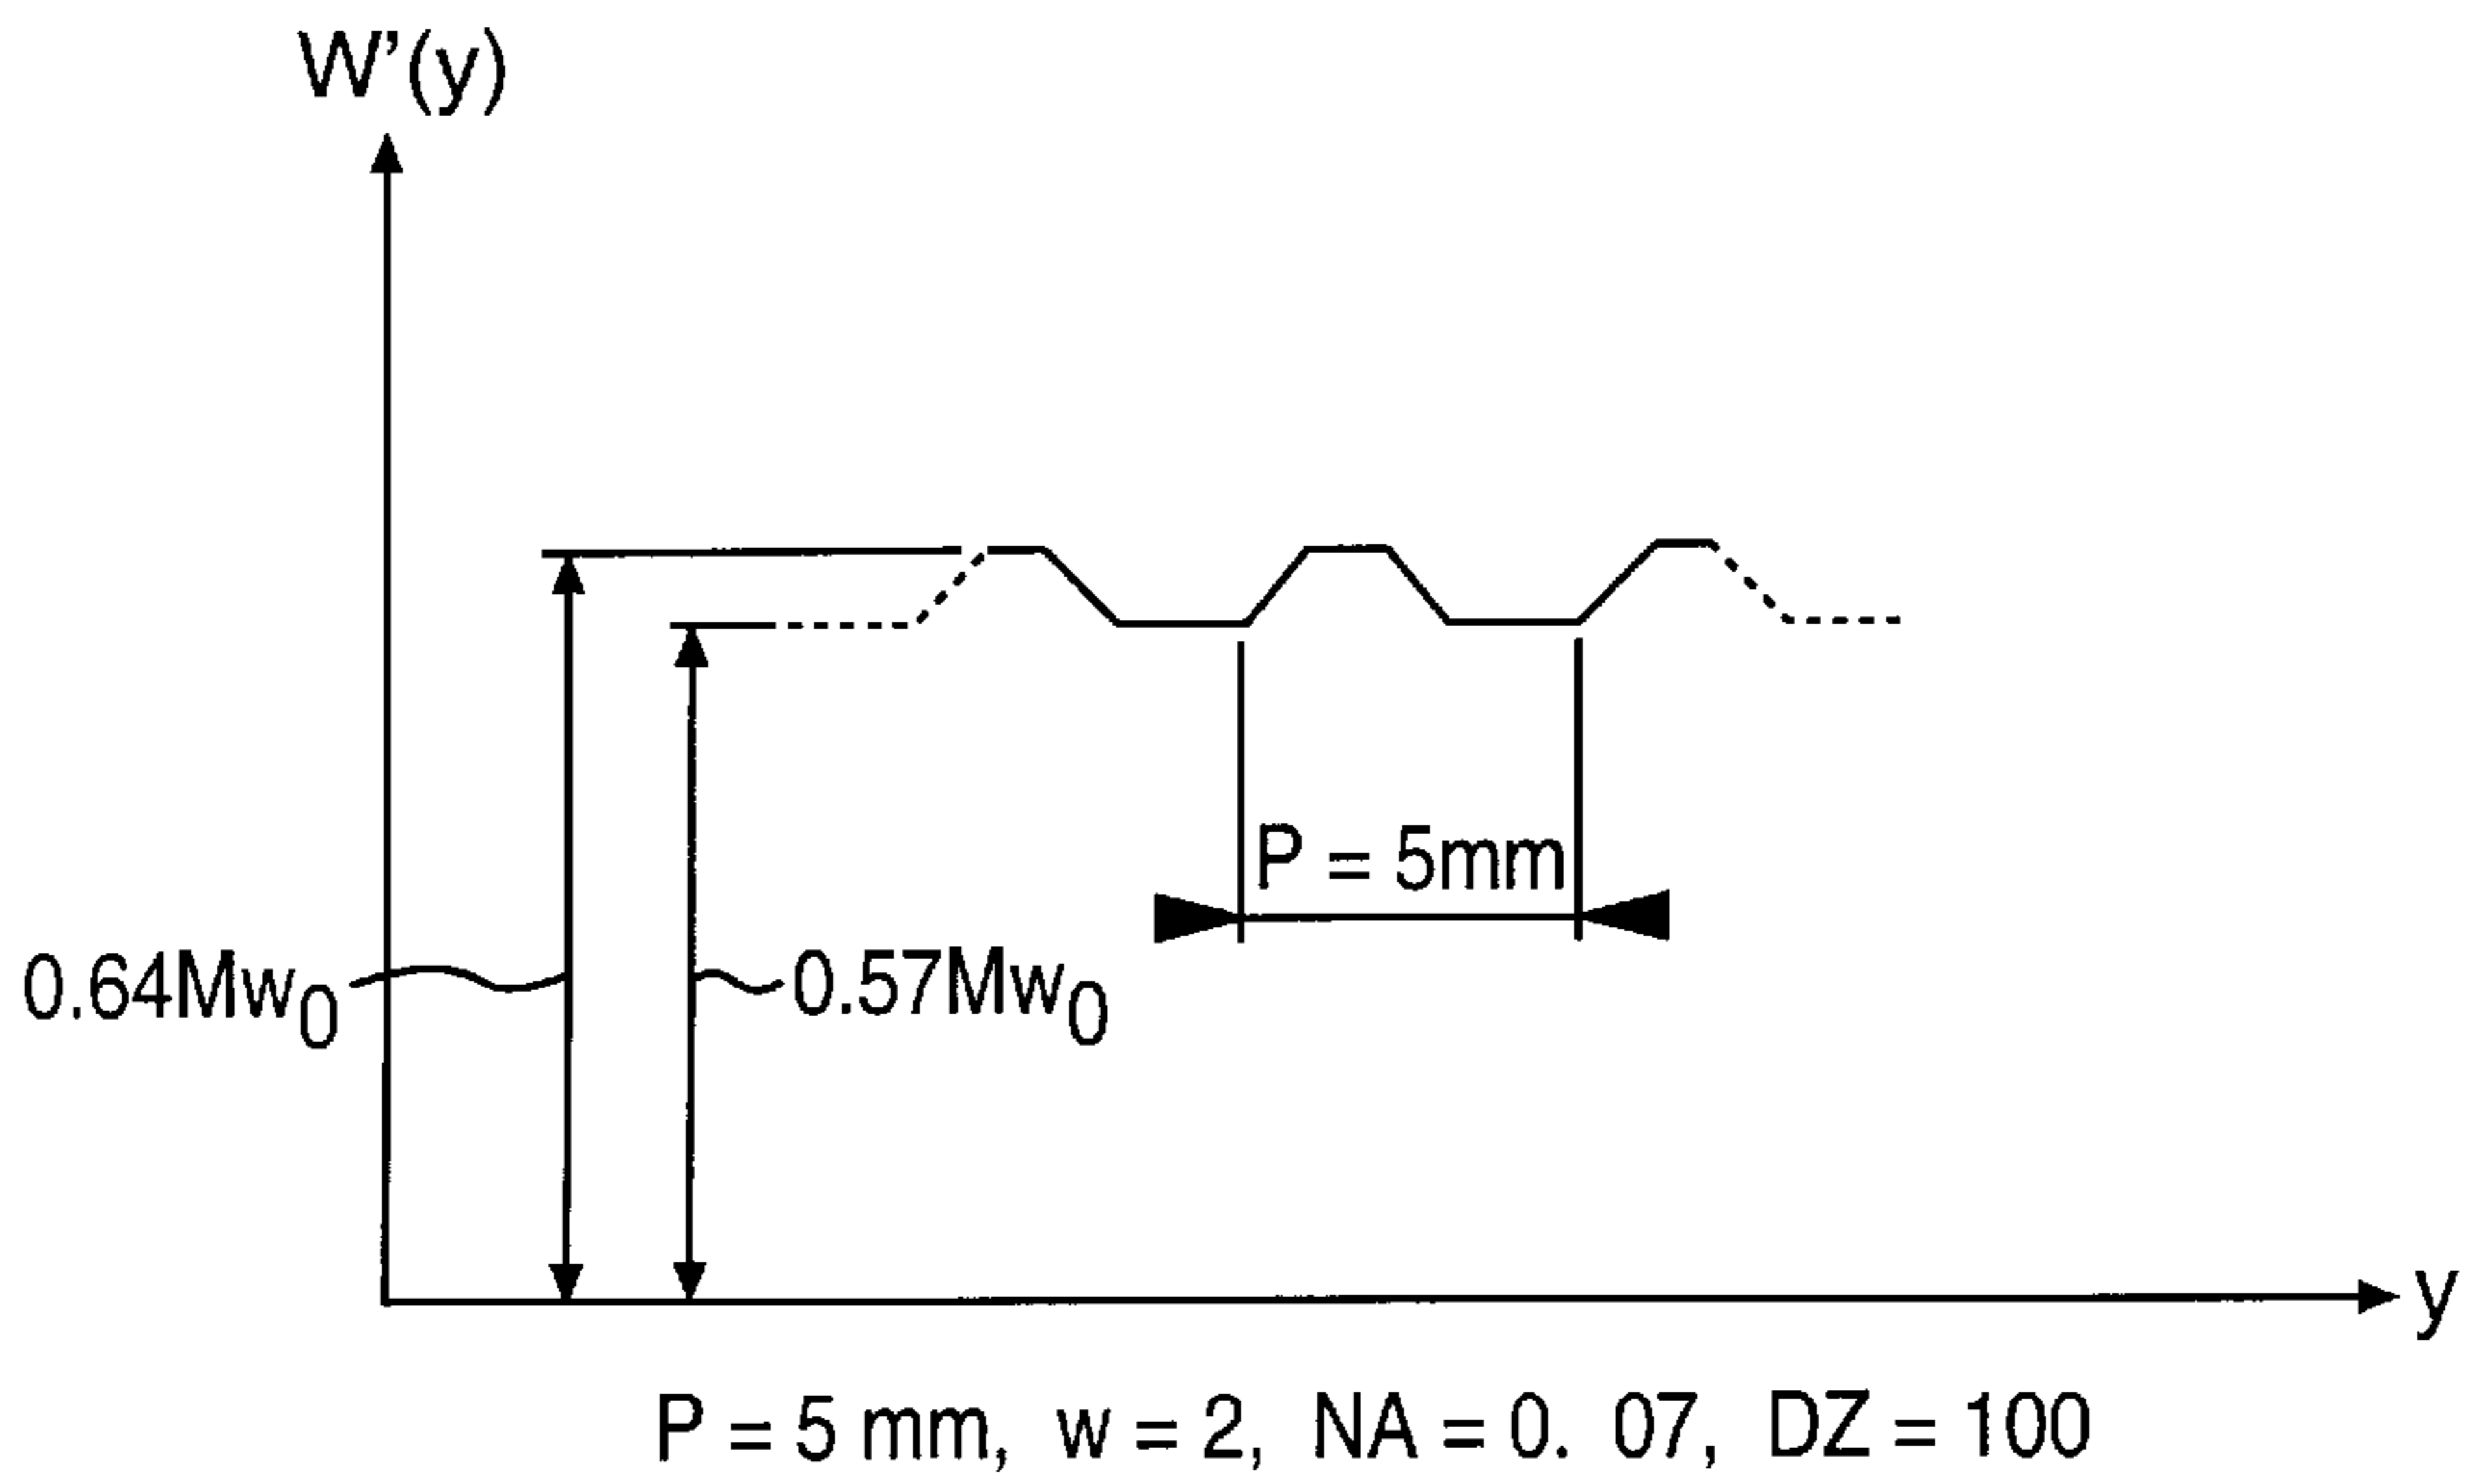 W'(y)
P = 5mm
0.64Mw0
0.57Mw0
y
P = 5 mm, w = 2, NA = 0. 07, DZ = 100